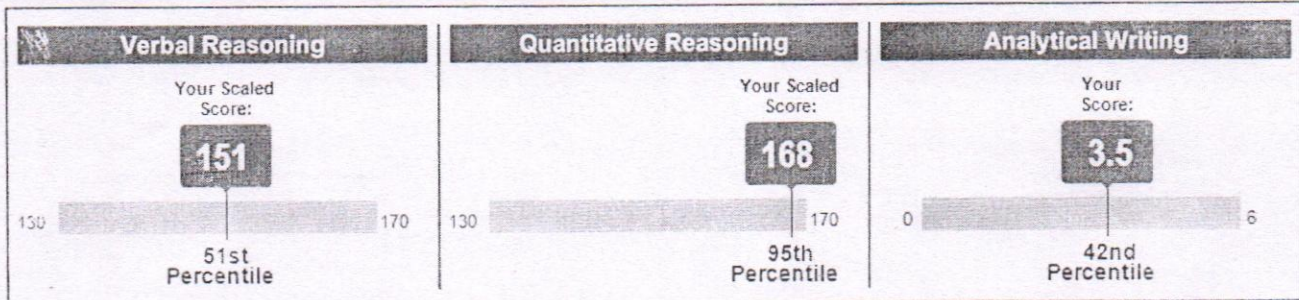 Verbal Reasoning
Your Scaled
Score:
151
130
170
51st
Percentile
Quantitative Reasoning
Your Scaled
Score:
168
130
170
95th
Percentile
Analytical Writing
Your
Score:
3.5
0
6
42nd
Percentile